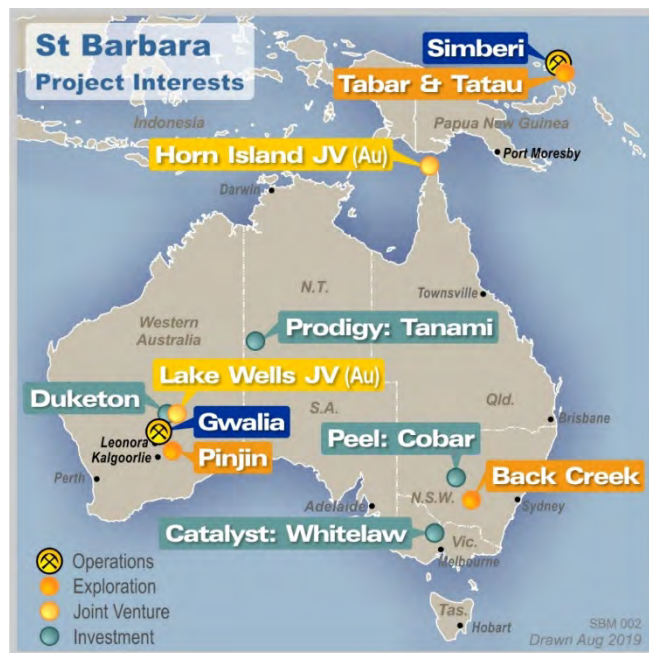 St Barbara
Project Interests
Simberi
Tabar & Tatau
Indonesia
Papua New Guinea
Port Moresby
Horn Island JV (Au)
Darwin
N.T.
Townsville
Western
Australia
Prodigy: Tanami
Lake Wells JV (Au)
Duketon
Gwalia
S.A.
Qld.
Brisbane
Leonora
Kalgoorlie
Pinjin
Perth
Peel: Cobar
Back Creek
N.S.W.
Adelaide
Sydney
Catalyst: Whitelaw
Vic.
Melbourne
Operations
Exploration
Joint Venture
Investment
Tas.
Hobart
SBM 002
Drawn Aug 2019